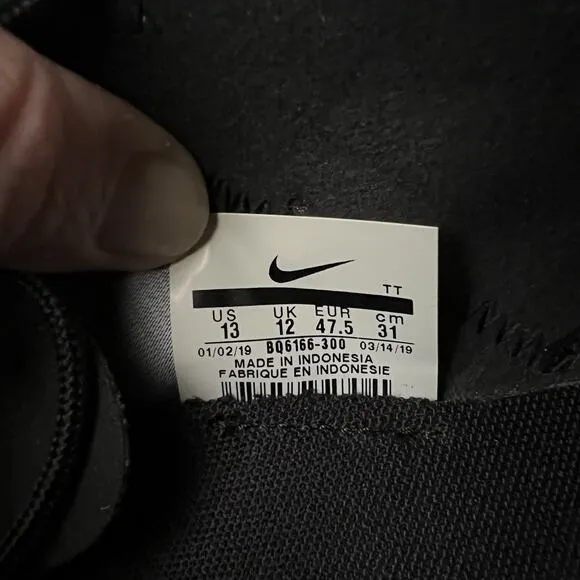 TT
US UK EUR cm
13 12 47.5 31
01/02/19 BQ6166-300 03/14/19
MADE IN INDONESIA
FABRIQUE EN INDONESIE